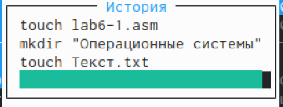 История
touch lab6-1.asm
mkdir "Операционные системы"
touch Текст.txt